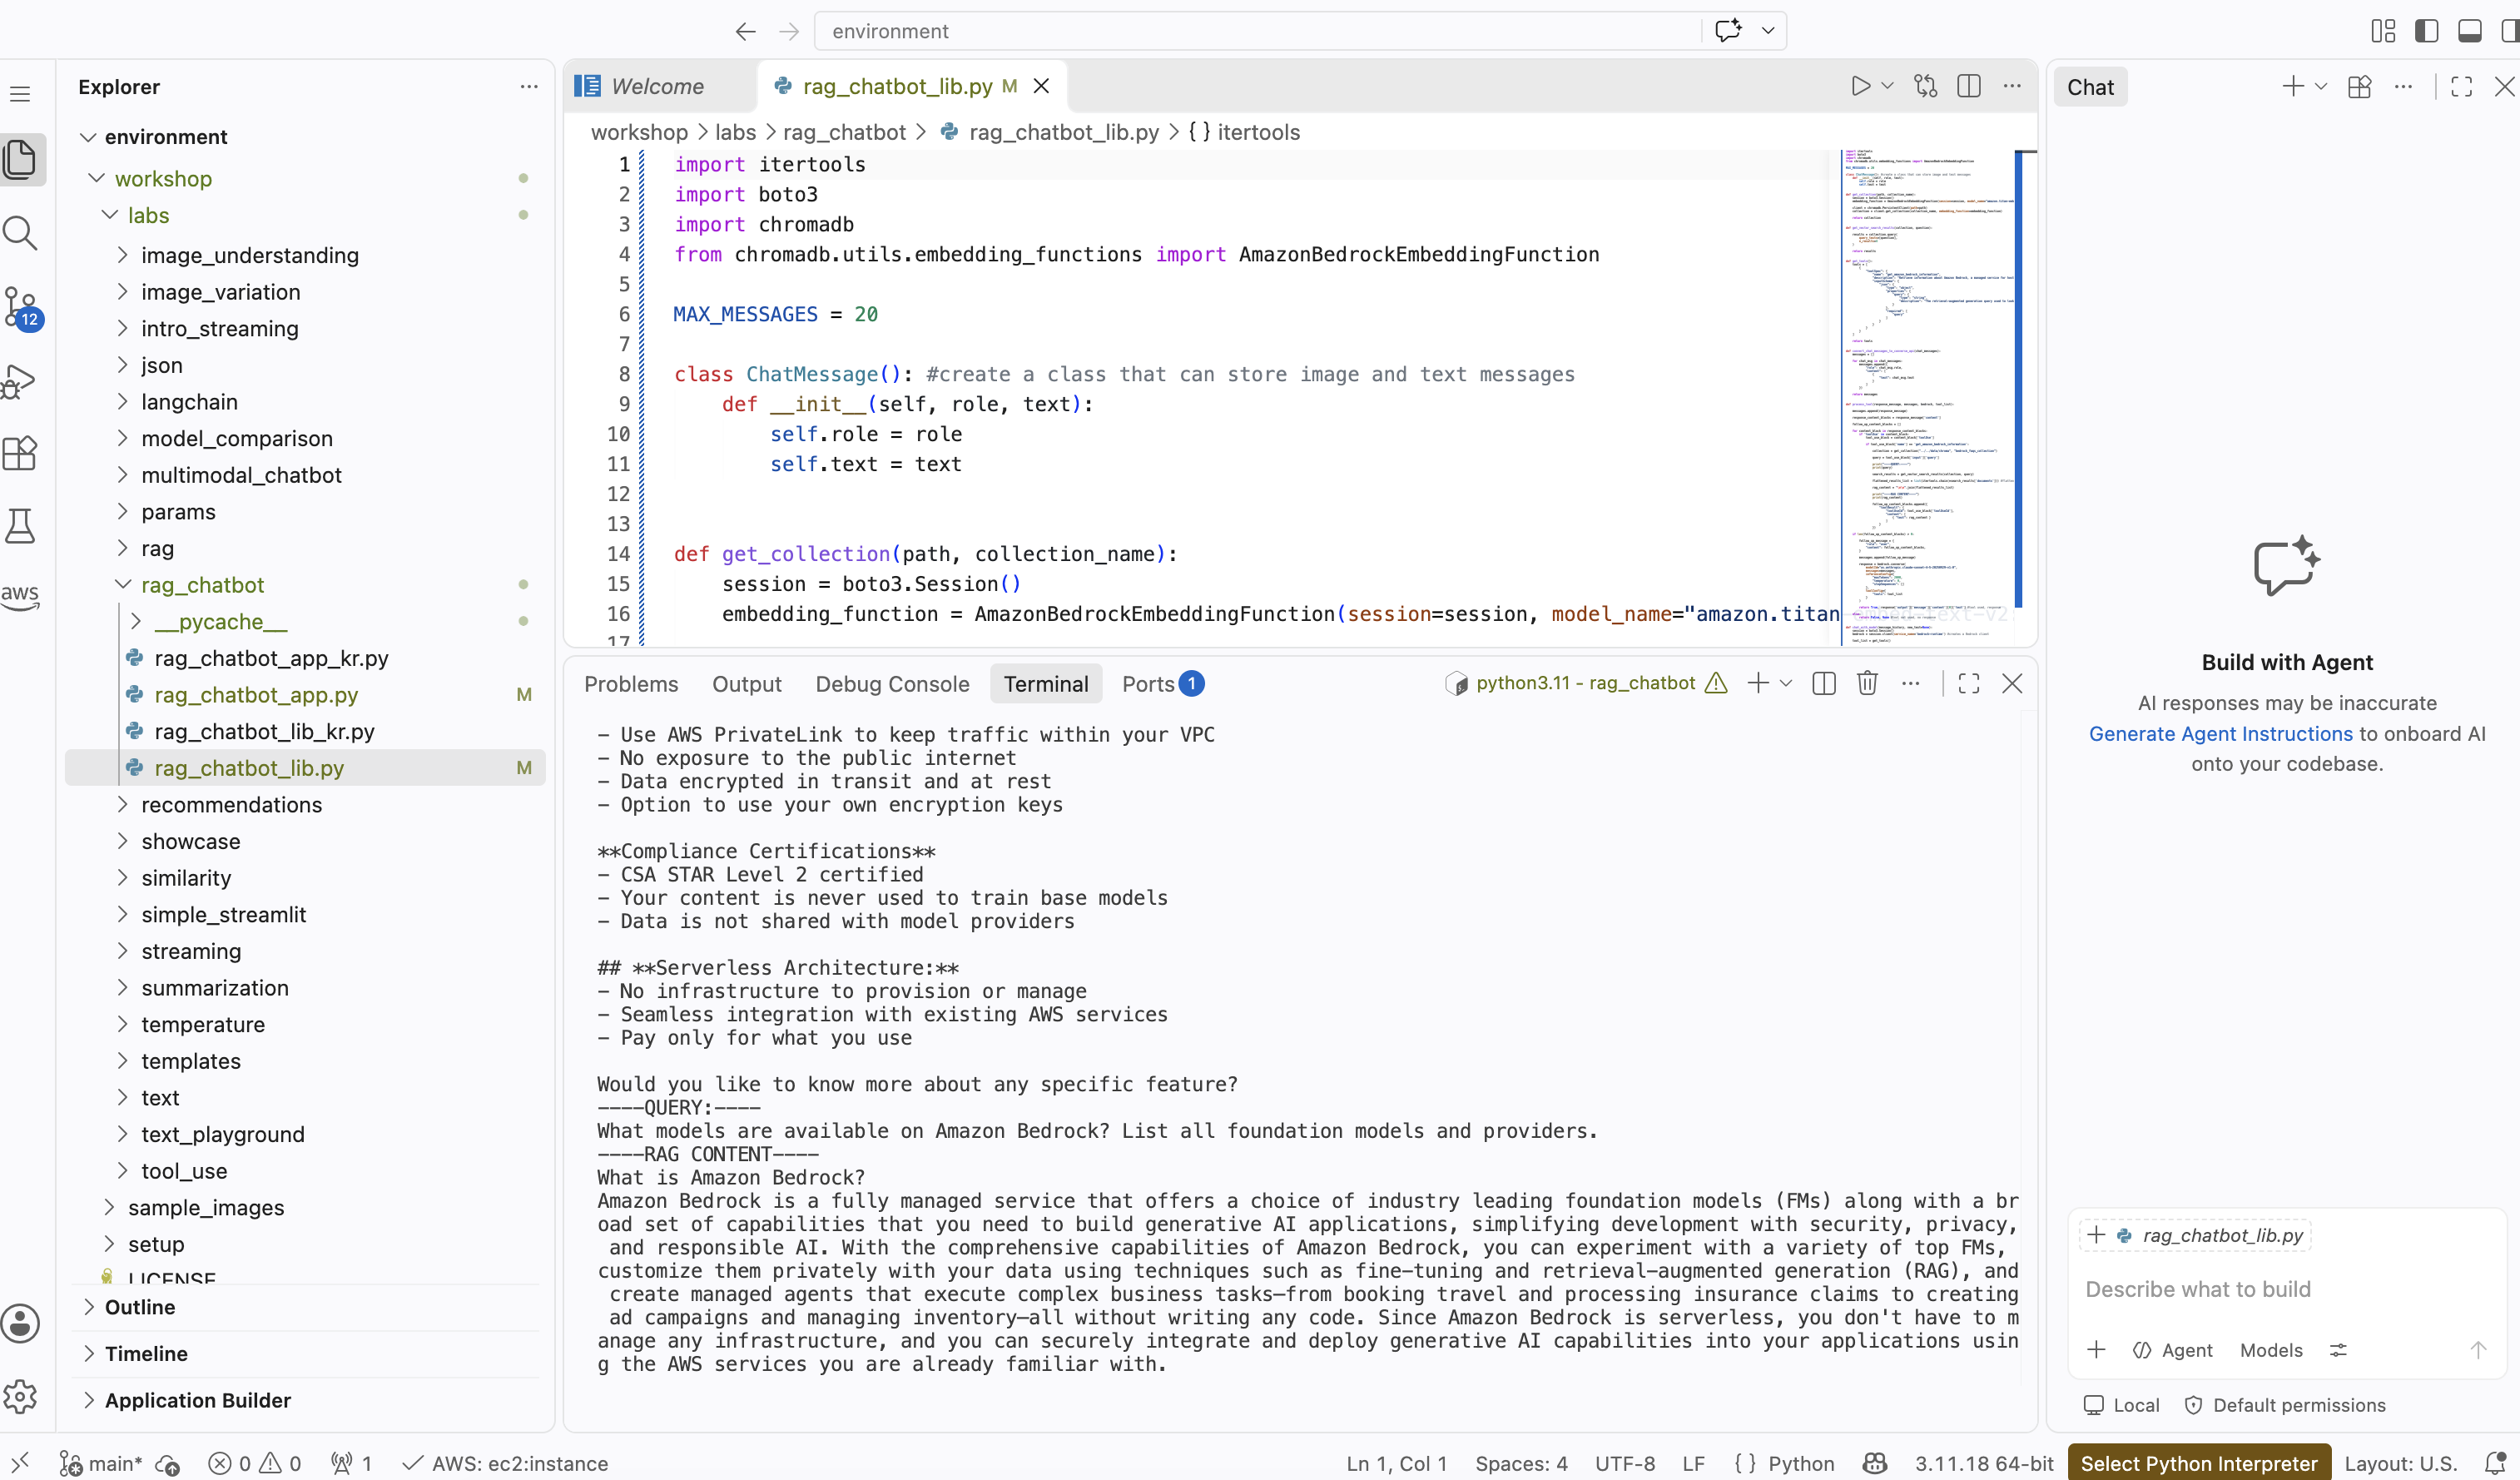 environment
Explorer
environment
workshop
labs
image_understanding
image_variation
intro_streaming
json
langchain
model_comparison
multimodal_chatbot
params
rag
rag_chatbot
__pycache__
rag_chatbot_app_kr.py
rag_chatbot_app.py M
rag_chatbot_lib_kr.py
rag_chatbot_lib.py M
recommendations
showcase
similarity
simple_streamlit
streaming
summarization
temperature
templates
text
text_playground
tool_use
sample_images
setup
LICENSE
Outline
Timeline
Application Builder
12
aws
Welcome
rag_chatbot_lib.py M
workshop > labs > rag_chatbot > rag_chatbot_lib.py > { } itertools
1 import itertools
2 import boto3
3 import chromadb
4 from chromadb.utils.embedding_functions import AmazonBedrockEmbeddingFunction
5
6 MAX_MESSAGES = 20
7
8 class ChatMessage(): #create a class that can store image and text messages
9 def __init__(self, role, text):
10 self.role = role
11 self.text = text
12
13
14 def get_collection(path, collection_name):
15 session = boto3.Session()
16 embedding_function = AmazonBedrockEmbeddingFunction(session=session, model_name="amazon.titan
17
Problems Output Debug Console Terminal Ports 1
python3.11 - rag_chatbot
– Use AWS PrivateLink to keep traffic within your VPC
– No exposure to the public internet
– Data encrypted in transit and at rest
– Option to use your own encryption keys
**Compliance Certifications**
– CSA STAR Level 2 certified
– Your content is never used to train base models
– Data is not shared with model providers
## **Serverless Architecture:**
– No infrastructure to provision or manage
– Seamless integration with existing AWS services
– Pay only for what you use
Would you like to know more about any specific feature?
----QUERY:----
What models are available on Amazon Bedrock? List all foundation models and providers.
----RAG CONTENT----
What is Amazon Bedrock?
Amazon Bedrock is a fully managed service that offers a choice of industry leading foundation models (FMs) along with a br
oad set of capabilities that you need to build generative AI applications, simplifying development with security, privacy,
and responsible AI. With the comprehensive capabilities of Amazon Bedrock, you can experiment with a variety of top FMs,
customize them privately with your data using techniques such as fine-tuning and retrieval-augmented generation (RAG), and
create managed agents that execute complex business tasks—from booking travel and processing insurance claims to creating
ad campaigns and managing inventory—all without writing any code. Since Amazon Bedrock is serverless, you don't have to m
anage any infrastructure, and you can securely integrate and deploy generative AI capabilities into your applications usin
g the AWS services you are already familiar with.
Chat
Build with Agent
AI responses may be inaccurate
Generate Agent Instructions to onboard AI
onto your codebase.
rag_chatbot_lib.py
Describe what to build
Agent Models
Local Default permissions
main* 0 0 1 AWS: ec2:instance
Ln 1, Col 1 Spaces: 4 UTF-8 LF { } Python 3.11.18 64-bit Select Python Interpreter Layout: U.S.